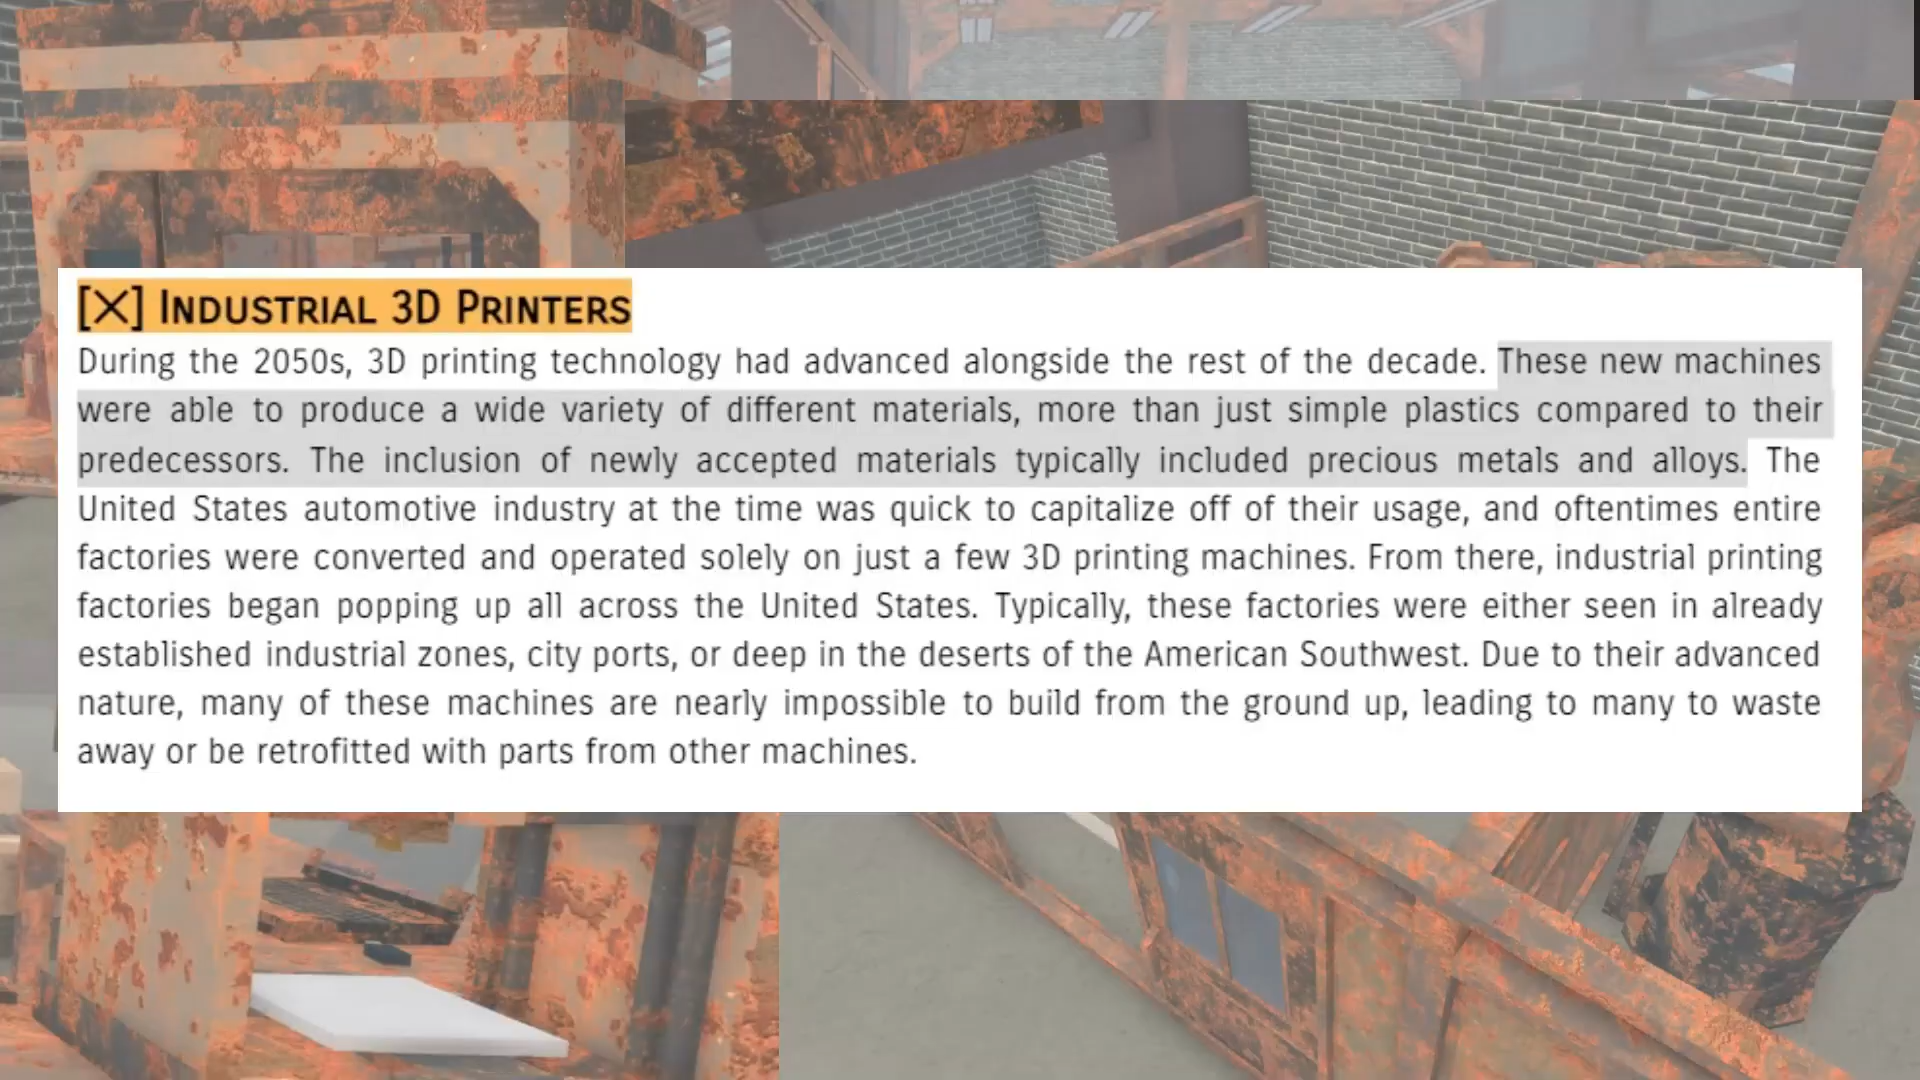 [X] INDUSTRIAL 3D PRINTERS
During the 2050s, 3D printing technology had advanced alongside the rest of the decade. These new machines
were able to produce a wide variety of different materials, more than just simple plastics compared to their
predecessors. The inclusion of newly accepted materials typically included precious metals and alloys. The
United States automotive industry at the time was quick to capitalize off of their usage, and oftentimes entire
factories were converted and operated solely on just a few 3D printing machines. From there, industrial printing
factories began popping up all across the United States. Typically, these factories were either seen in already
established industrial zones, city ports, or deep in the deserts of the American Southwest. Due to their advanced
nature, many of these machines are nearly impossible to build from the ground up, leading to many to waste
away or be retrofitted with parts from other machines.